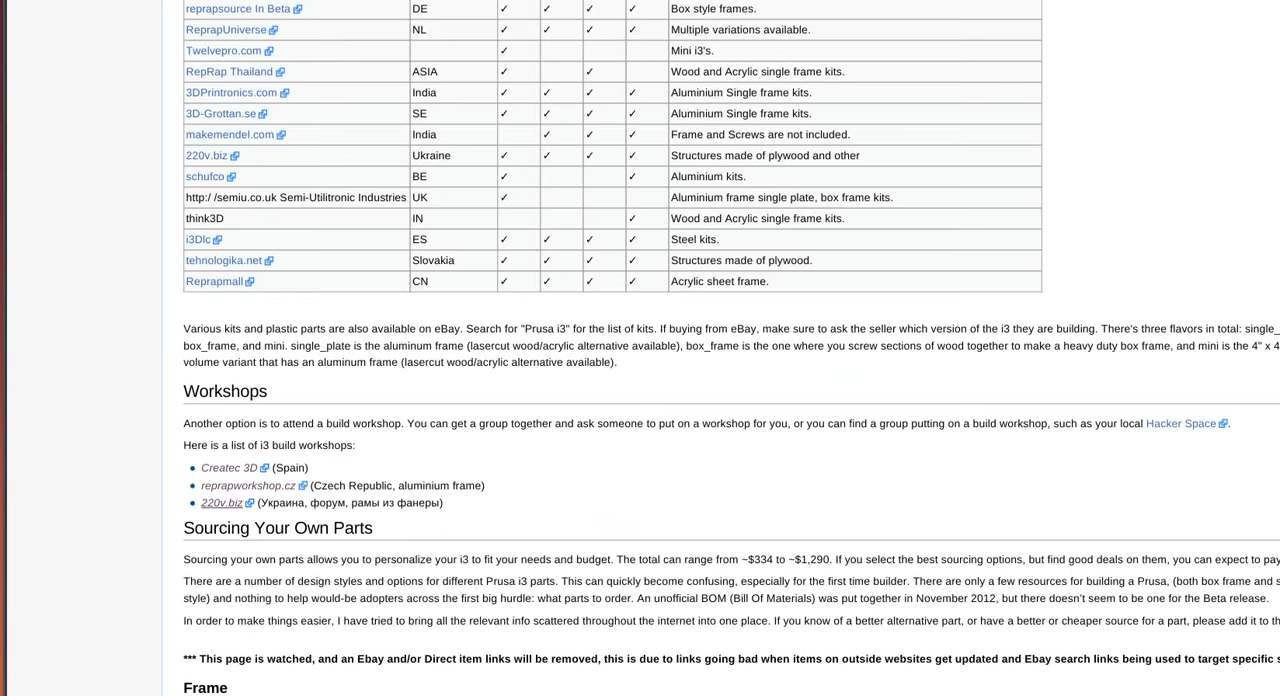 reprapsource In Beta DE ✓ ✓ ✓ ✓ Box style frames.
ReprapUniverse NL ✓ ✓ ✓ ✓ Multiple variations available.
Twelvepro.com ✓ Mini i3's.
RepRap Thailand ASIA ✓ ✓ Wood and Acrylic single frame kits.
3DPrintronics.com India ✓ ✓ ✓ ✓ Aluminium Single frame kits.
3D-Grottan.se SE ✓ ✓ ✓ ✓ Aluminium Single frame kits.
makemendel.com India ✓ ✓ ✓ Frame and Screws are not included.
220v.biz Ukraine ✓ ✓ ✓ ✓ Structures made of plywood and other
schufco BE ✓ ✓ Aluminium kits.
http:/ /semiu.co.uk Semi-Utilitronic Industries UK ✓ Aluminium frame single plate, box frame kits.
think3D IN ✓ Wood and Acrylic single frame kits.
i3Dlc ES ✓ ✓ ✓ ✓ Steel kits.
tehnologika.net Slovakia ✓ ✓ ✓ ✓ Structures made of plywood.
Reprapmall CN ✓ ✓ ✓ ✓ Acrylic sheet frame.
Various kits and plastic parts are also available on eBay. Search for "Prusa i3" for the list of kits. If buying from eBay, make sure to ask the seller which version of the i3 they are building. There's three flavors in total: single_
box_frame, and mini. single_plate is the aluminum frame (lasercut wood/acrylic alternative available), box_frame is the one where you screw sections of wood together to make a heavy duty box frame, and mini is the 4" x 4
volume variant that has an aluminum frame (lasercut wood/acrylic alternative available).
Workshops
Another option is to attend a build workshop. You can get a group together and ask someone to put on a workshop for you, or you can find a group putting on a build workshop, such as your local Hacker Space.
Here is a list of i3 build workshops:
• Createc 3D (Spain)
• reprapworkshop.cz (Czech Republic, aluminium frame)
• 220v.biz (Украина, форум, рамы из фанеры)
Sourcing Your Own Parts
Sourcing your own parts allows you to personalize your i3 to fit your needs and budget. The total can range from ~$334 to ~$1,290. If you select the best sourcing options, but find good deals on them, you can expect to pay
There are a number of design styles and options for different Prusa i3 parts. This can quickly become confusing, especially for the first time builder. There are only a few resources for building a Prusa, (both box frame and s
style) and nothing to help would-be adopters across the first big hurdle: what parts to order. An unofficial BOM (Bill Of Materials) was put together in November 2012, but there doesn't seem to be one for the Beta release.
In order to make things easier, I have tried to bring all the relevant info scattered throughout the internet into one place. If you know of a better alternative part, or have a better or cheaper source for a part, please add it to th
*** This page is watched, and an Ebay and/or Direct item links will be removed, this is due to links going bad when items on outside websites get updated and Ebay search links being used to target specific s
Frame